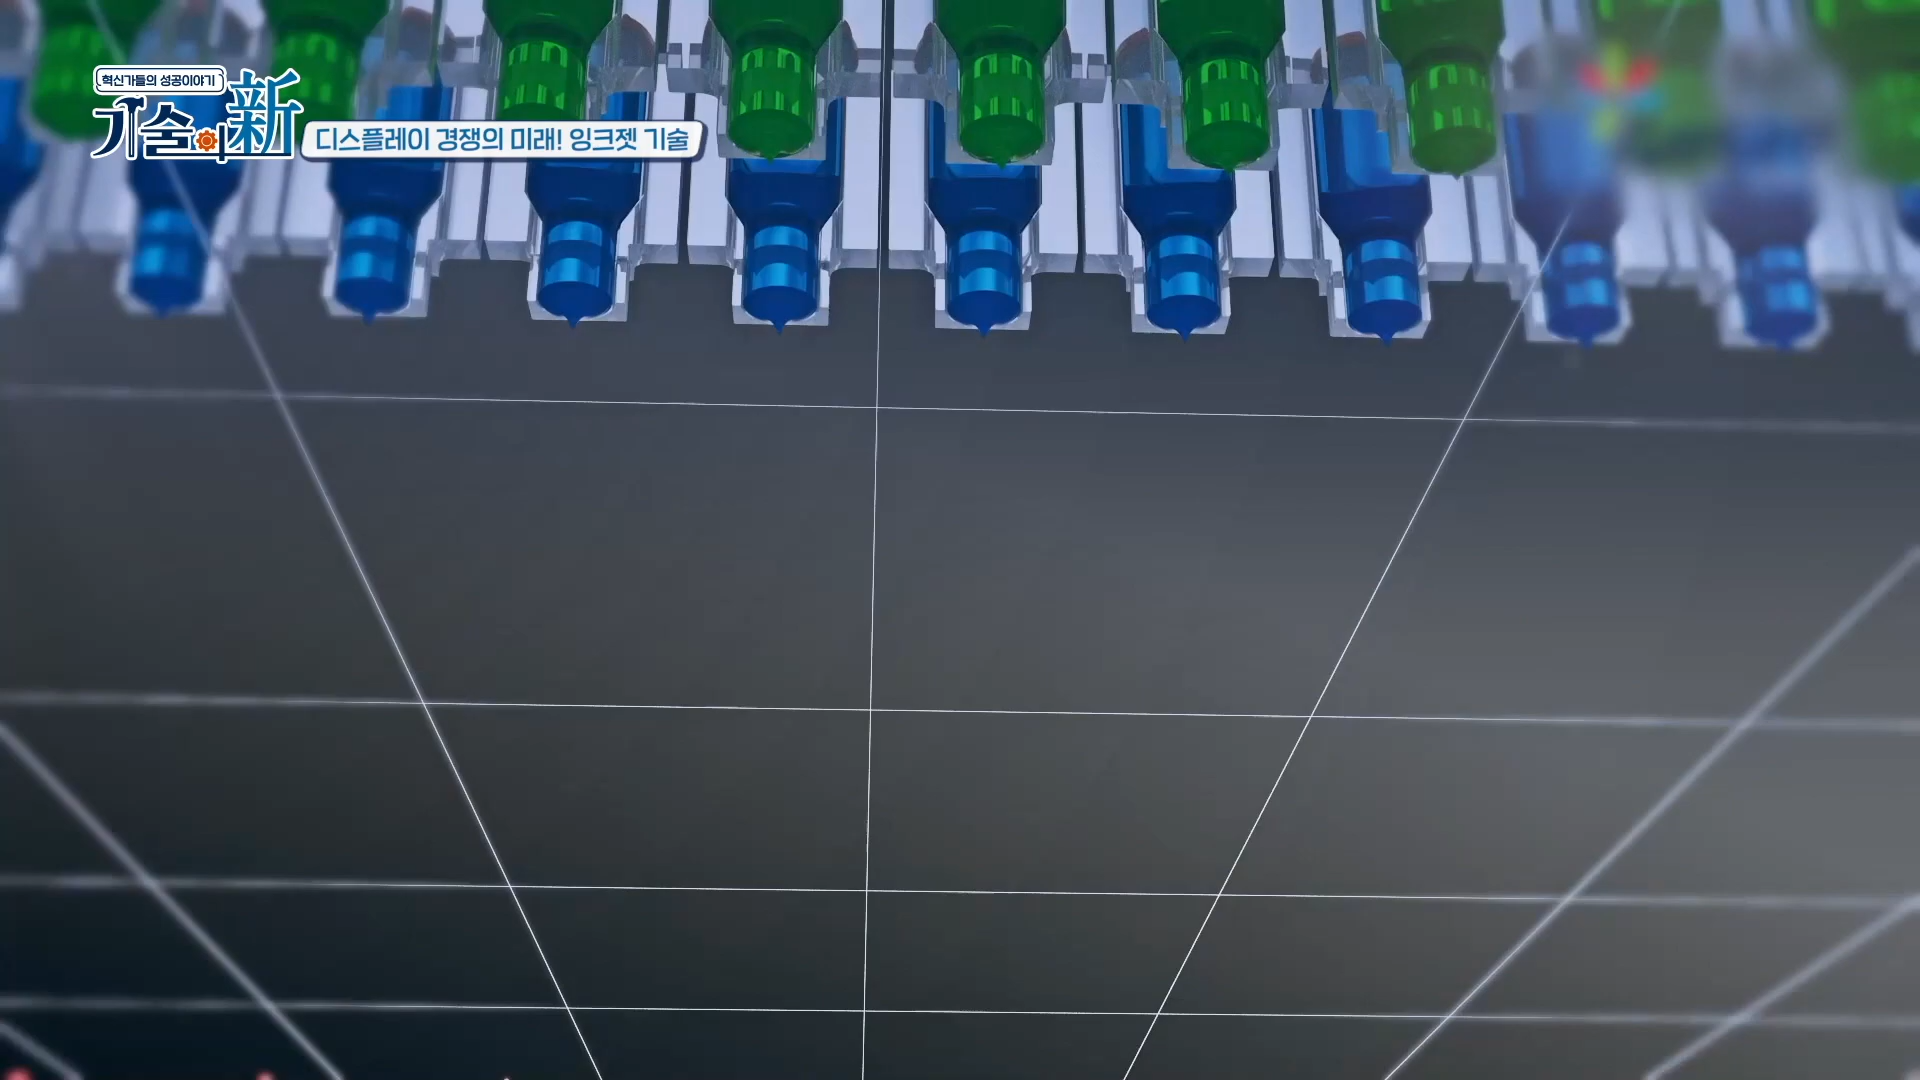 혁신가들의 성공이야기
기술의 新
디스플레이 경쟁의 미래! 잉크젯 기술